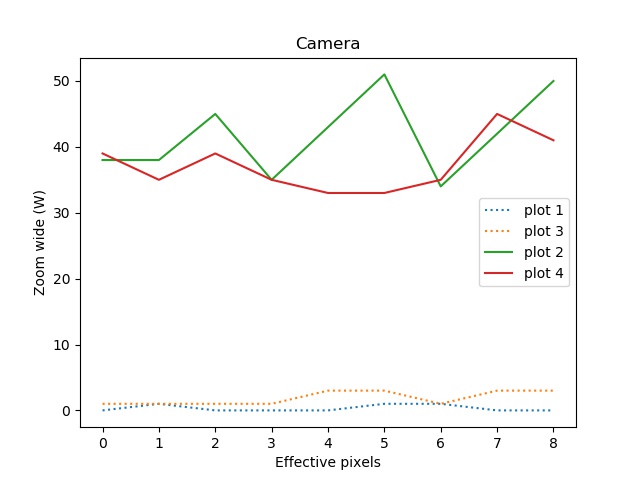 Camera
Zoom wide (W)
50
40
30
20
10
0
plot 1
plot 3
plot 2
plot 4
0 1 2 3 4 5 6 7 8
Effective pixels